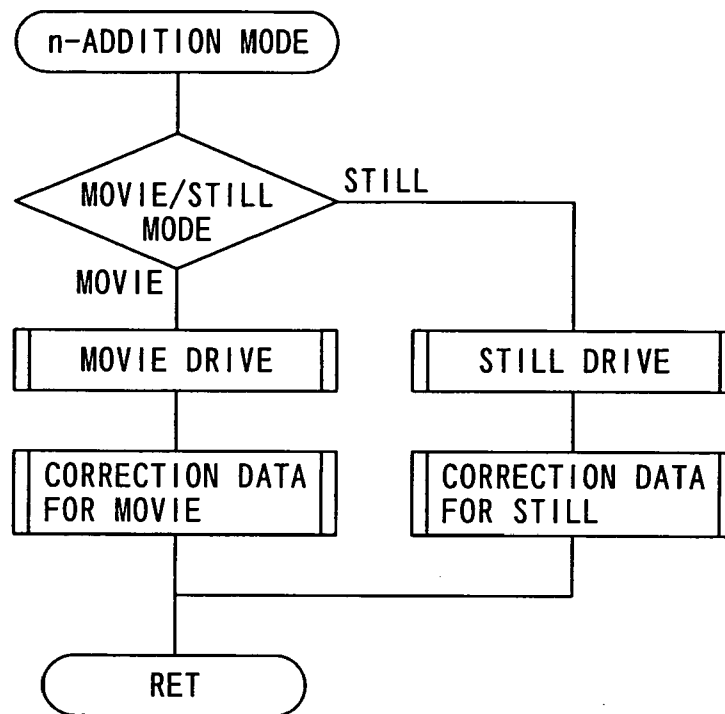 n-ADDITION MODE
MOVIE/STILL
MODE
STILL
MOVIE
MOVIE DRIVE
STILL DRIVE
CORRECTION DATA
FOR MOVIE
CORRECTION DATA
FOR STILL
RET